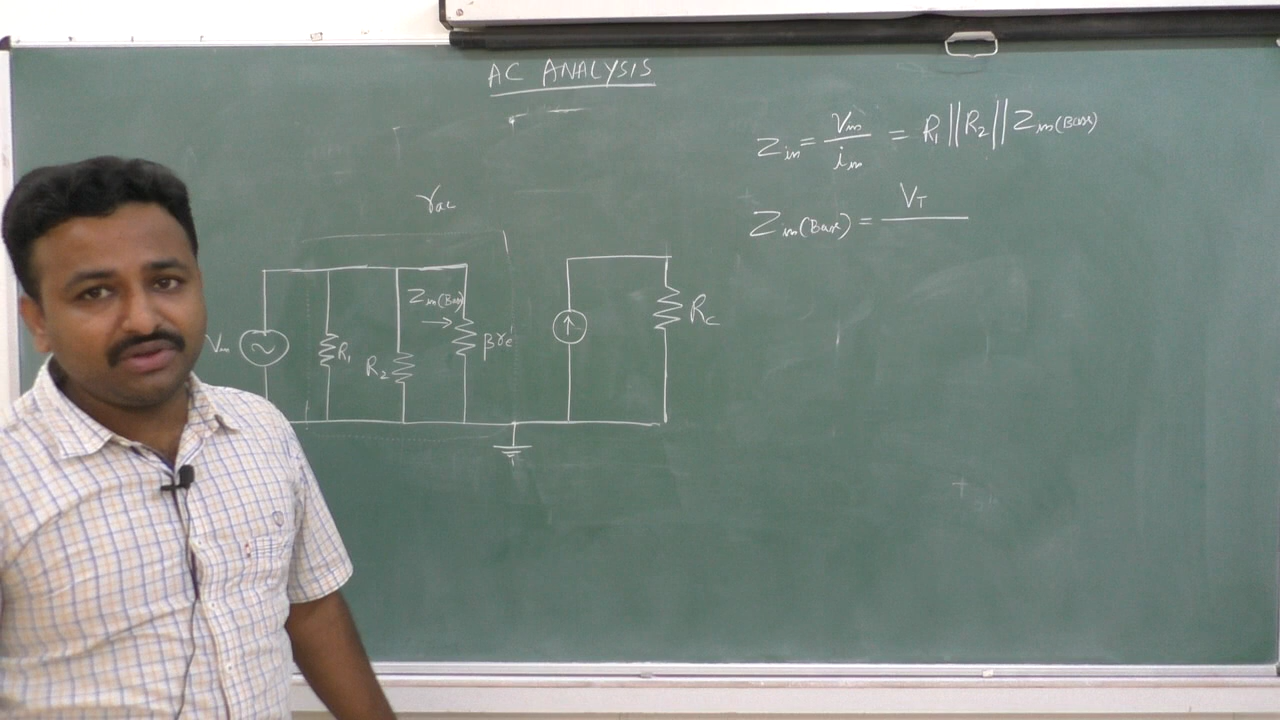 AC ANALYSIS
Zin = Vin / iin = R1 || R2 || Zin(Base)
Zin(Base) = VT
rac
Zin(Base)
Vin
R1
R2
βre'
RC